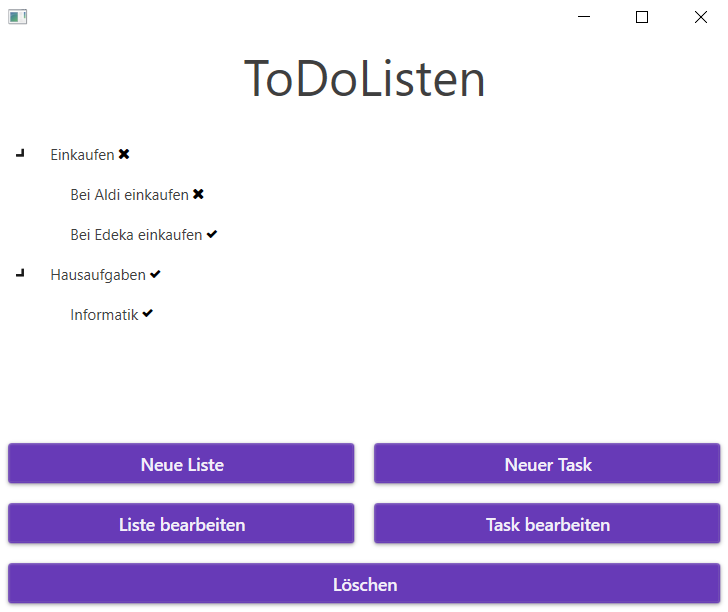 ToDoListen
Einkaufen ✖
Bei Aldi einkaufen ✖
Bei Edeka einkaufen ✔
Hausaufgaben ✔
Informatik ✔
Neue Liste
Neuer Task
Liste bearbeiten
Task bearbeiten
Löschen